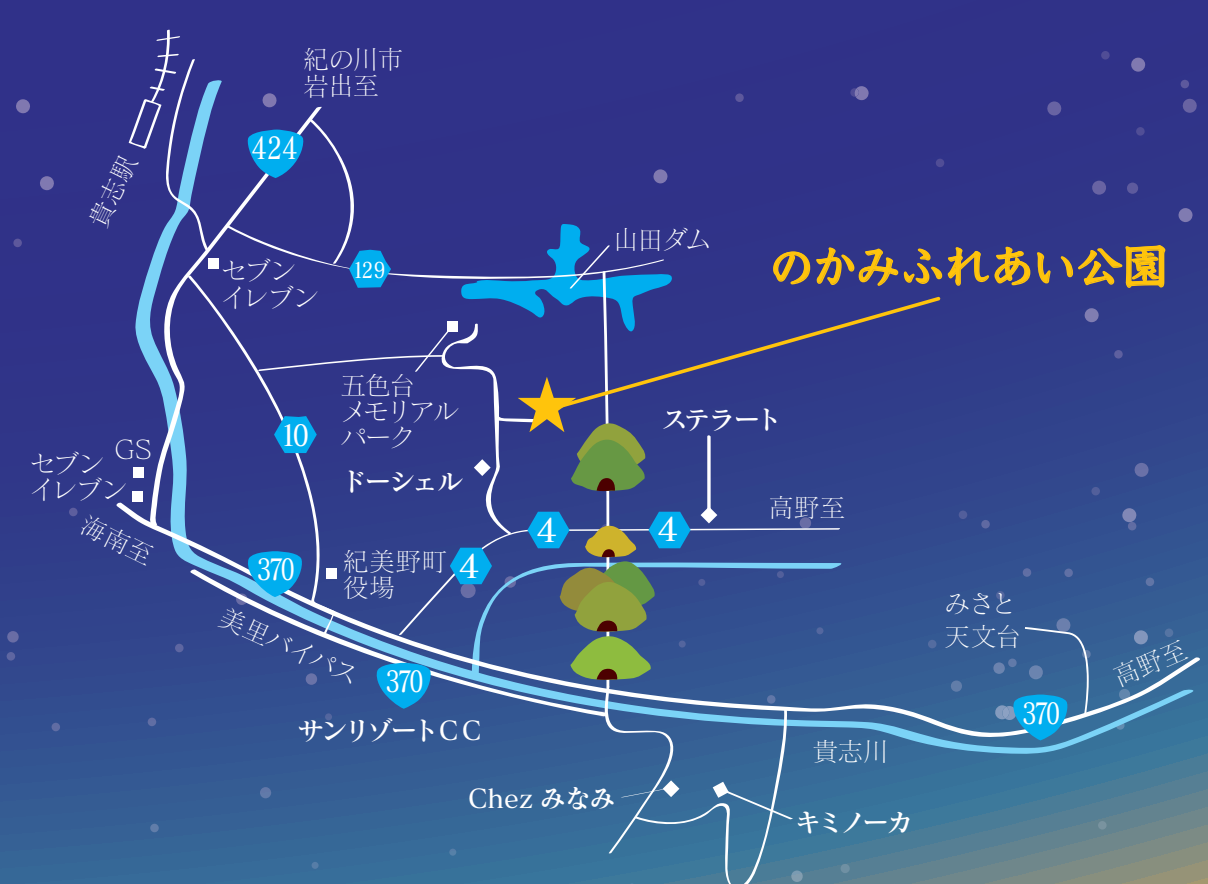 紀の川市
岩出至
424
貴志駅
129
山田ダム
セブン
イレブン
のかみふれあい公園
五色台
メモリアル
パーク
ステラート
10
GS
セブン
イレブン
ドーシェル
高野至
4
4
海南至
370
紀美野町
役場
4
みさと
天文台
美里バイパス
370
高野至
370
サンリゾートCC
貴志川
Chez みなみ
キミノーカ